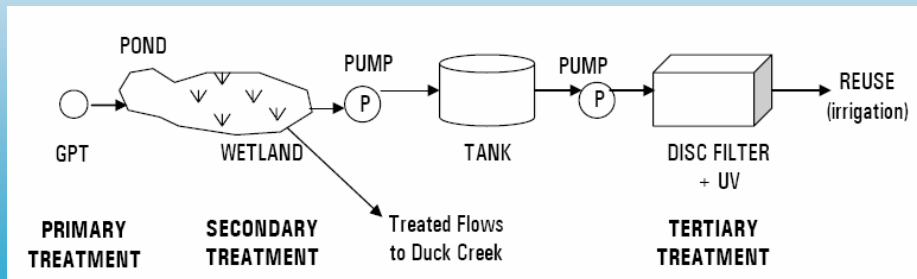 POND
PUMP
PUMP
P
P
REUSE
(irrigation)
GPT
WETLAND
TANK
DISC FILTER
+ UV
PRIMARY
TREATMENT
SECONDARY
TREATMENT
Treated Flows
to Duck Creek
TERTIARY
TREATMENT